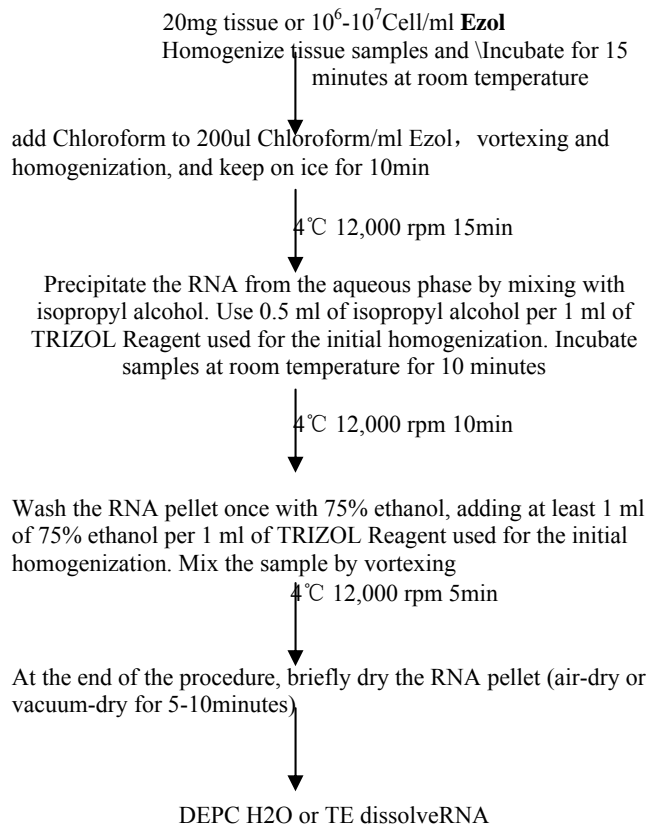 20mg tissue or 10⁶-10⁷Cell/ml Ezol
Homogenize tissue samples and \Incubate for 15
minutes at room temperature
add Chloroform to 200ul Chloroform/ml Ezol，vortexing and
homogenization, and keep on ice for 10min
4℃ 12,000 rpm 15min
Precipitate the RNA from the aqueous phase by mixing with
isopropyl alcohol. Use 0.5 ml of isopropyl alcohol per 1 ml of
TRIZOL Reagent used for the initial homogenization. Incubate
samples at room temperature for 10 minutes
4℃ 12,000 rpm 10min
Wash the RNA pellet once with 75% ethanol, adding at least 1 ml
of 75% ethanol per 1 ml of TRIZOL Reagent used for the initial
homogenization. Mix the sample by vortexing
4℃ 12,000 rpm 5min
At the end of the procedure, briefly dry the RNA pellet (air-dry or
vacuum-dry for 5-10minutes)
DEPC H2O or TE dissolveRNA